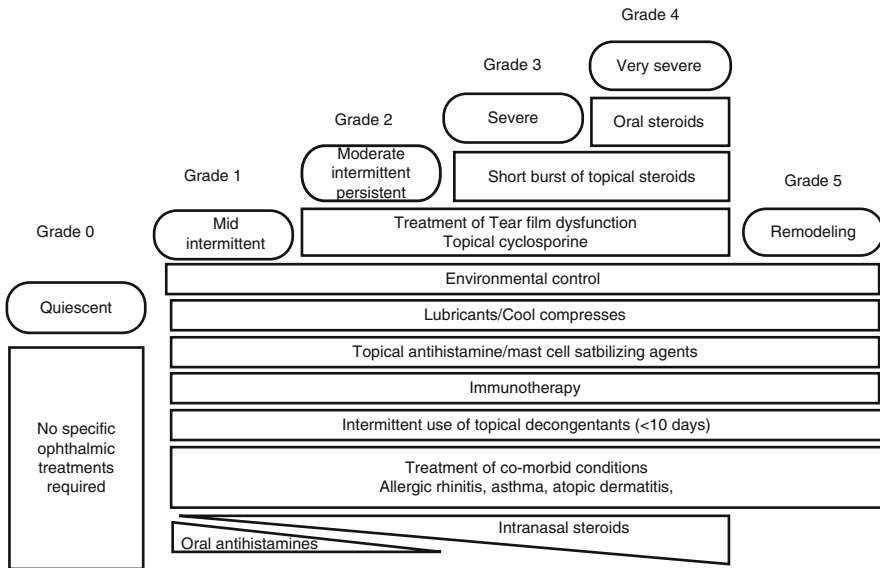 Grade 4
Very severe
Grade 3
Severe
Oral steroids
Grade 2
Moderate
intermittent
persistent
Short burst of topical steroids
Grade 1
Mid
intermittent
Treatment of Tear film dysfunction
Topical cyclosporine
Grade 5
Remodeling
Grade 0
Quiescent
Environmental control
Lubricants/Cool compresses
Topical antihistamine/mast cell satbilizing agents
Immunotherapy
Intermittent use of topical decongentants (<10 days)
No specific
ophthalmic
treatments
required
Treatment of co-morbid conditions
Allergic rhinitis, asthma, atopic dermatitis,
Intranasal steroids
Oral antihistamines